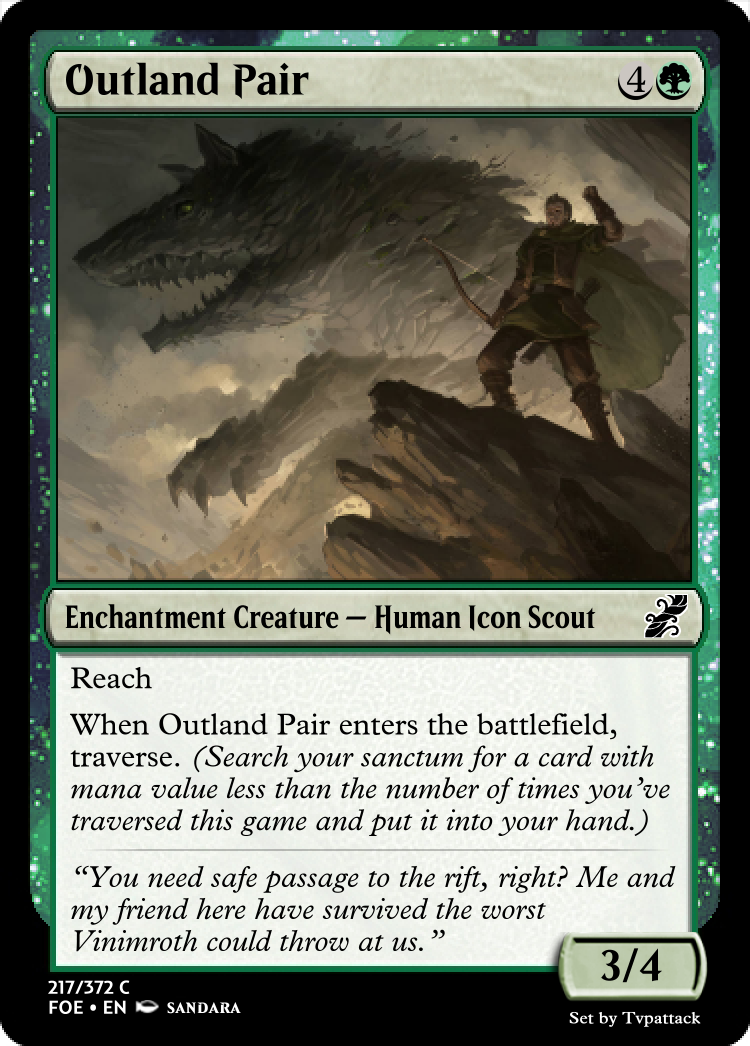 Outland Pair 4
Enchantment Creature — Human Icon Scout
Reach
When Outland Pair enters the battlefield,
traverse. (Search your sanctum for a card with
mana value less than the number of times you’ve
traversed this game and put it into your hand.)
“You need safe passage to the rift, right? Me and
my friend here have survived the worst
Vinimroth could throw at us.”
3/4
217/372 C
FOE • EN SANDARA
Set by Tvpattack